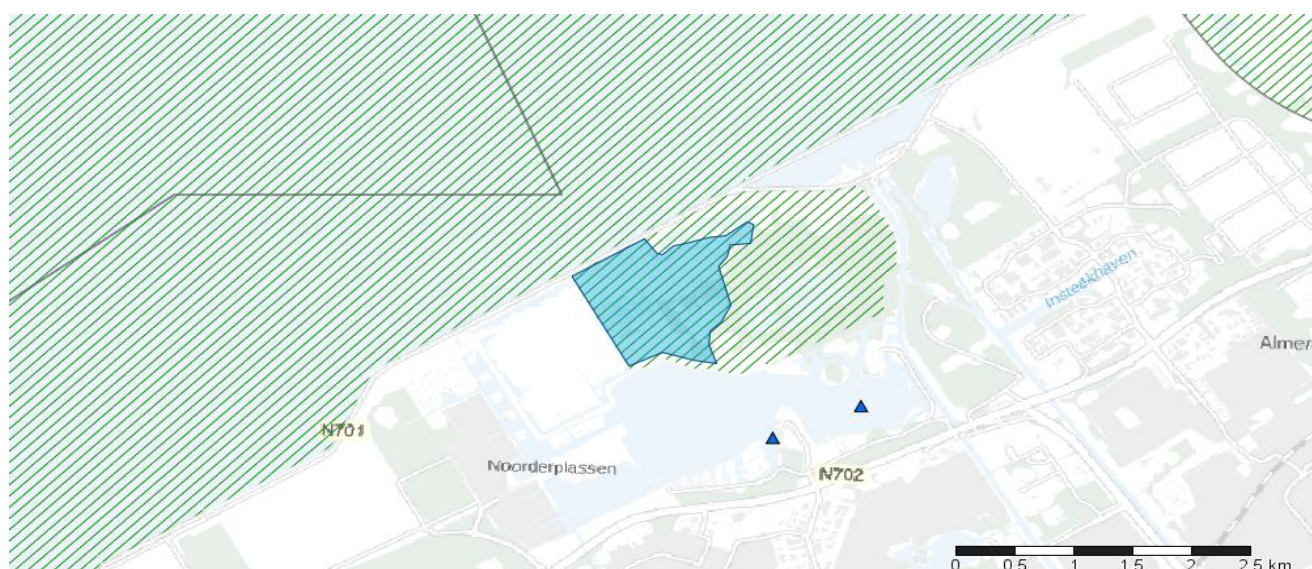 Insteekhaven
Almer
N701
Noorderplassen
N702
0 0,5 1 1,5 2 2,5 km